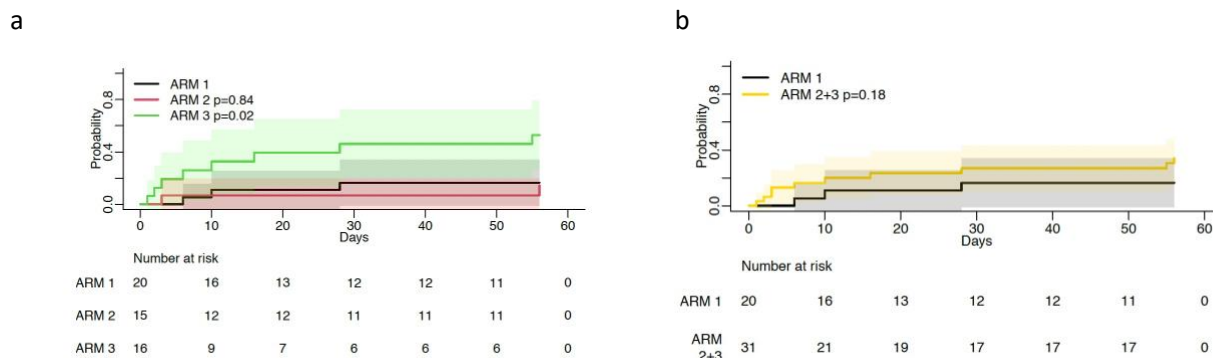 a
ARM 1
ARM 2 p=0.84
ARM 3 p=0.02
Probability
0.0 0.4 0.8
0 10 20 30 40 50 60
Days
Number at risk
ARM 1 20 16 13 12 12 11 0
ARM 2 15 12 12 11 11 11 0
ARM 3 16 9 7 6 6 6 0
b
ARM 1
ARM 2+3 p=0.18
Probability
0.0 0.4 0.8
0 10 20 30 40 50 60
Days
Number at risk
ARM 1 20 16 13 12 12 11 0
ARM
2+3 31 21 19 17 17 17 0